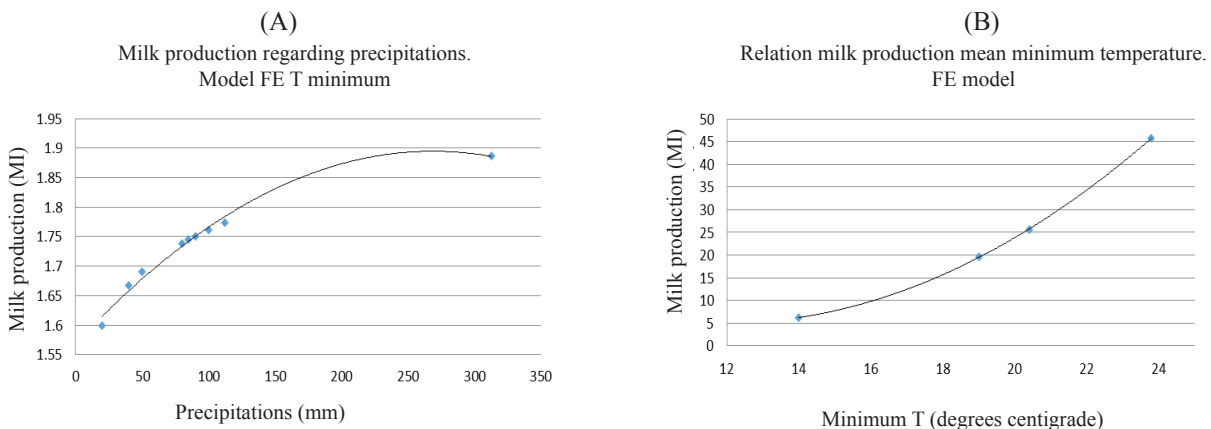 (A)
Milk production regarding precipitations.
Model FE T minimum
Milk production (MI)
1.95
1.9
1.85
1.8
1.75
1.7
1.65
1.6
1.55
0 50 100 150 200 250 300 350
Precipitations (mm)
(B)
Relation milk production mean minimum temperature.
FE model
Milk production (MI)
50
45
40
35
30
25
20
15
10
5
0
12 14 16 18 20 22 24
Minimum T (degrees centigrade)